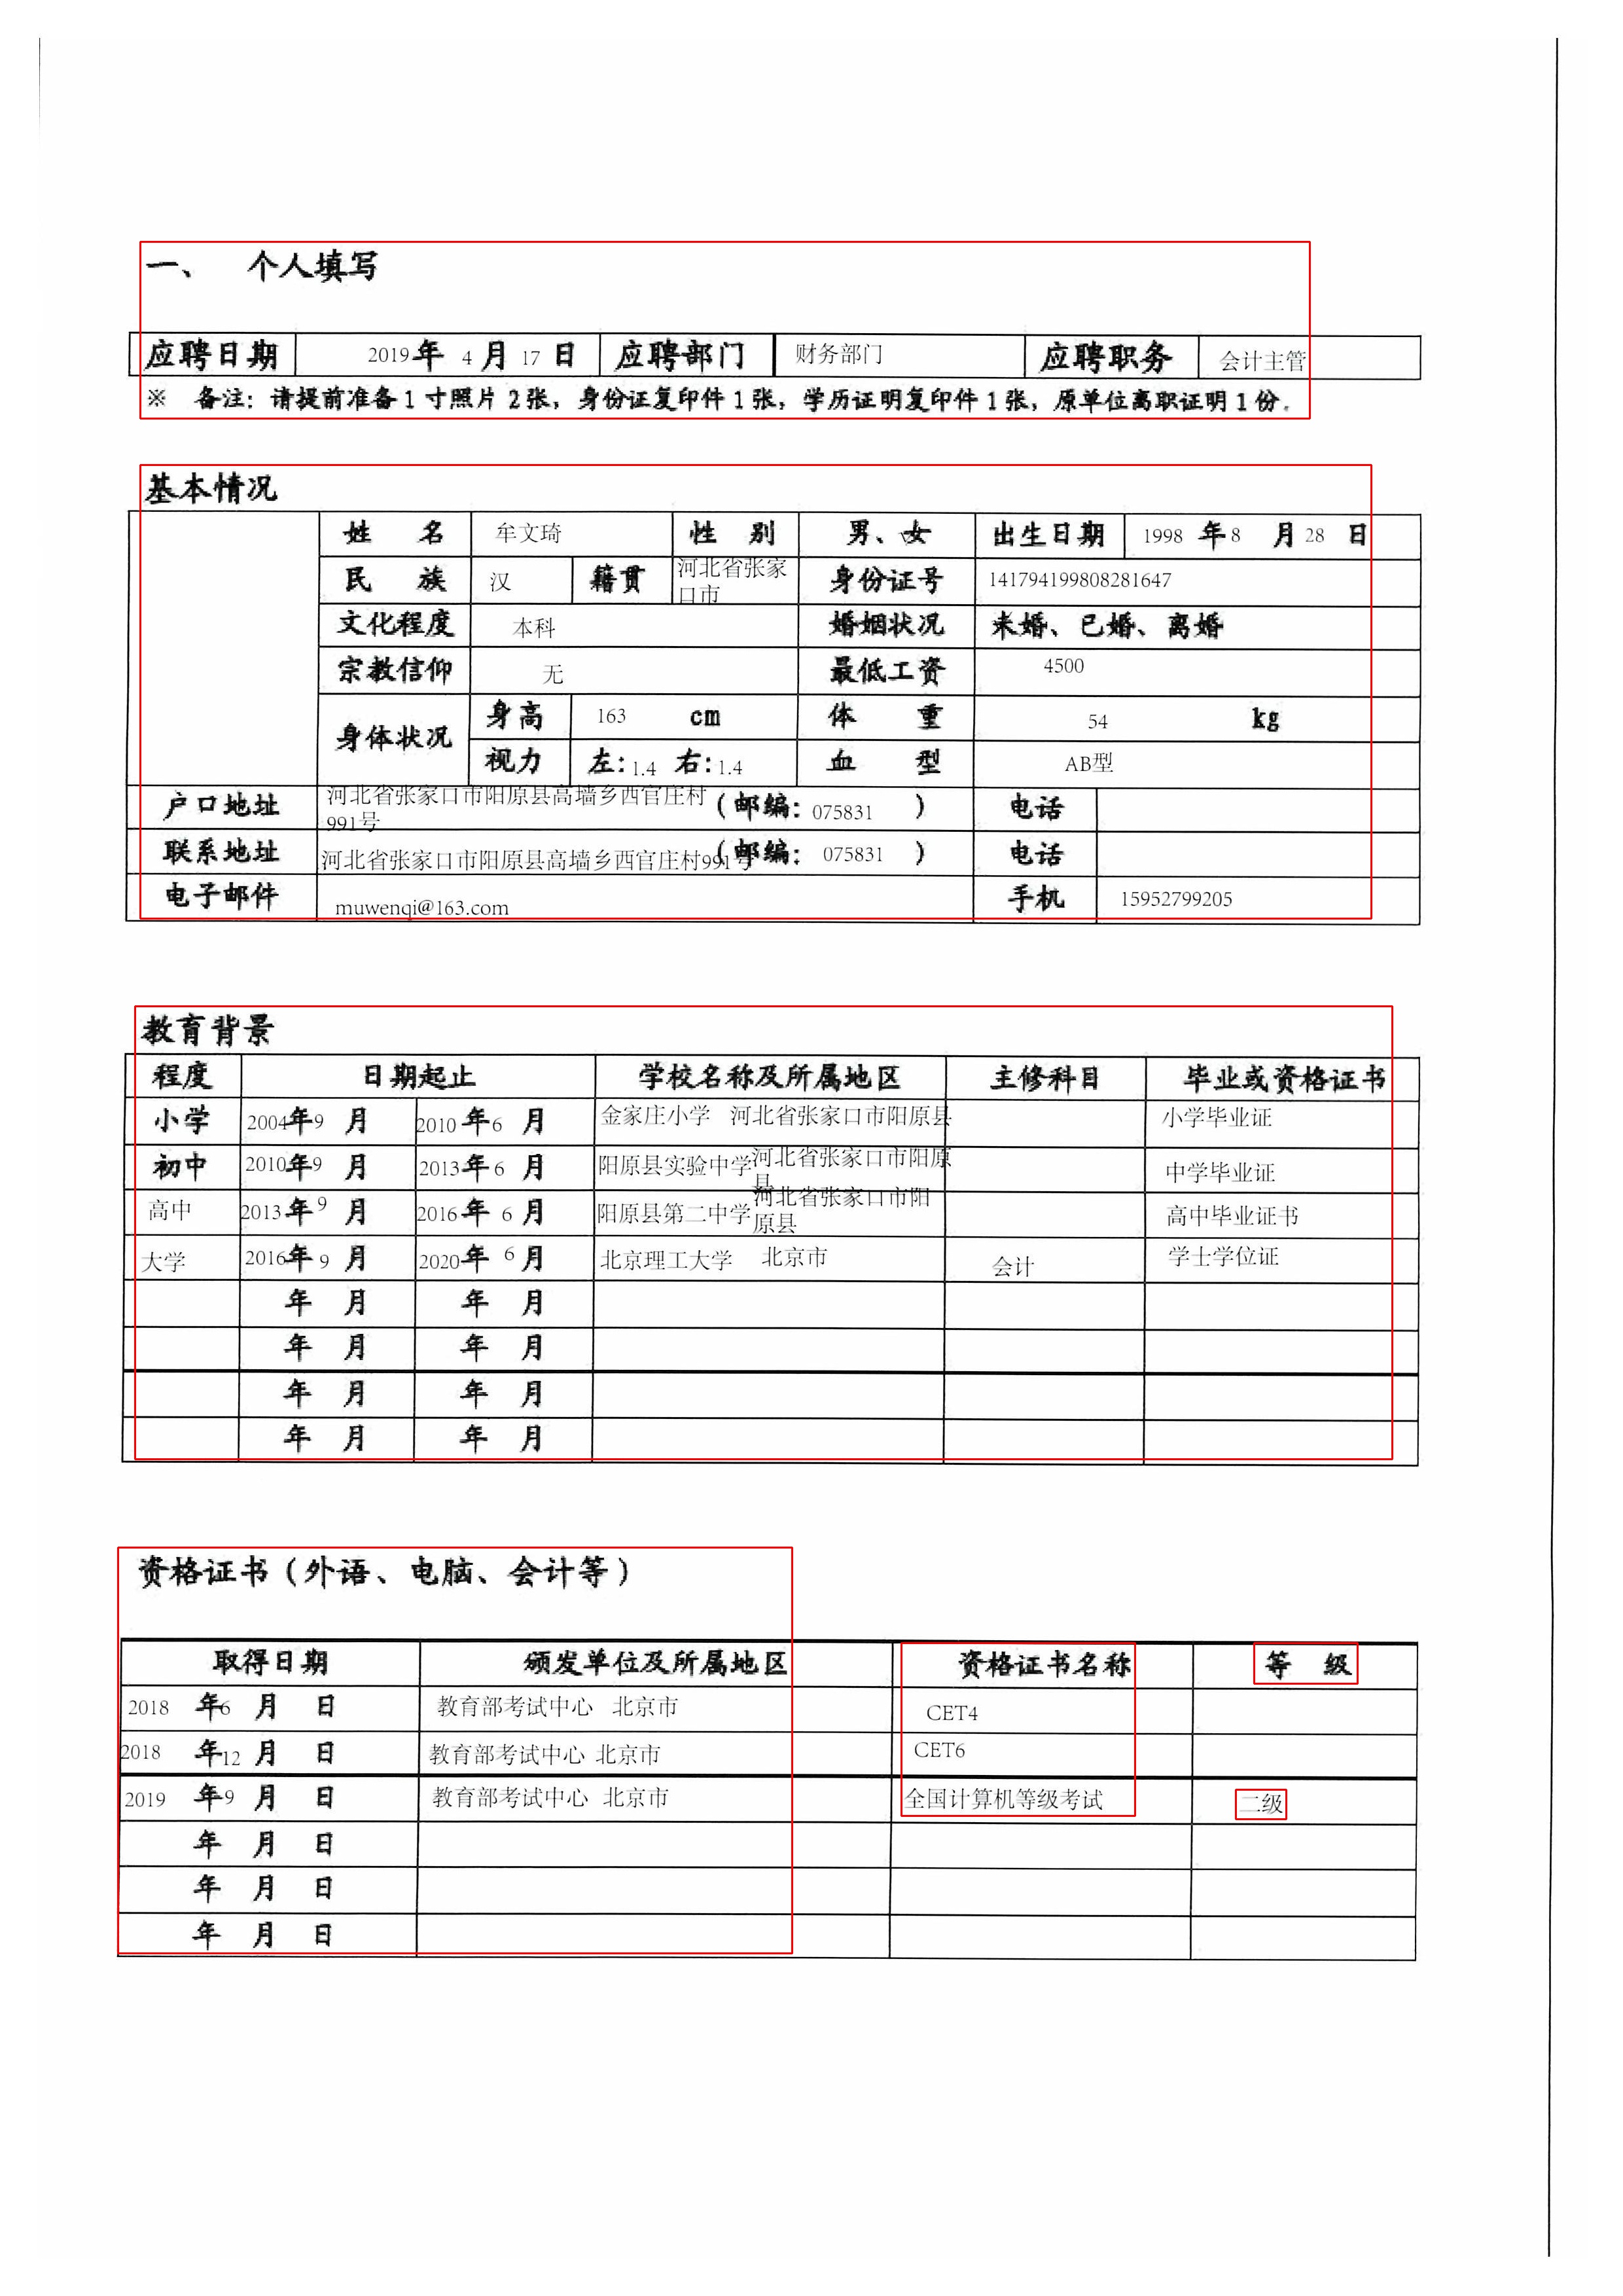 一、 个人填写
应聘日期 2019年 4 月 17 日 应聘部门 财务部门 应聘职务 会计主管
※ 备注：请提前准备1寸照片2张，身份证复印件1张，学历证明复印件1张，原单位离职证明1份。
基本情况
姓 名 牟文琦 性 别 男、女 出生日期 1998 年 8 月 28 日
民 族 汉 籍贯 河北省张家口市 身份证号 141794199808281647
文化程度 本科 婚姻状况 未婚、已婚、离婚
宗教信仰 无 最低工资 4500
身体状况 身高 163 cm 体 重 54 kg
视力 左：1.4 右：1.4 血 型 AB型
户口地址 河北省张家口市阳原县高墙乡西官庄村991号 （邮编： 075831 ） 电话
联系地址 河北省张家口市阳原县高墙乡西官庄村991号 （邮编： 075831 ） 电话
电子邮件 muwenqi@163.com 手机 15952799205
教育背景
程度 日期起止 学校名称及所属地区 主修科目 毕业或资格证书
小学 2004年9 月 2010年6 月 金家庄小学 河北省张家口市阳原县 小学毕业证
初中 2010年9 月 2013年6 月 阳原县实验中学 河北省张家口市阳原县 中学毕业证
高中 2013年9 月 2016年 6 月 阳原县第二中学 河北省张家口市阳原县 高中毕业证书
大学 2016年 9 月 2020年 6 月 北京理工大学 北京市 会计 学士学位证
年 月 年 月
年 月 年 月
年 月 年 月
年 月 年 月
资格证书（外语、电脑、会计等）
取得日期 颁发单位及所属地区 资格证书名称 等 级
2018 年6 月 日 教育部考试中心 北京市 CET4
2018 年12 月 日 教育部考试中心 北京市 CET6
2019 年9 月 日 教育部考试中心 北京市 全国计算机等级考试 二级
年 月 日
年 月 日
年 月 日